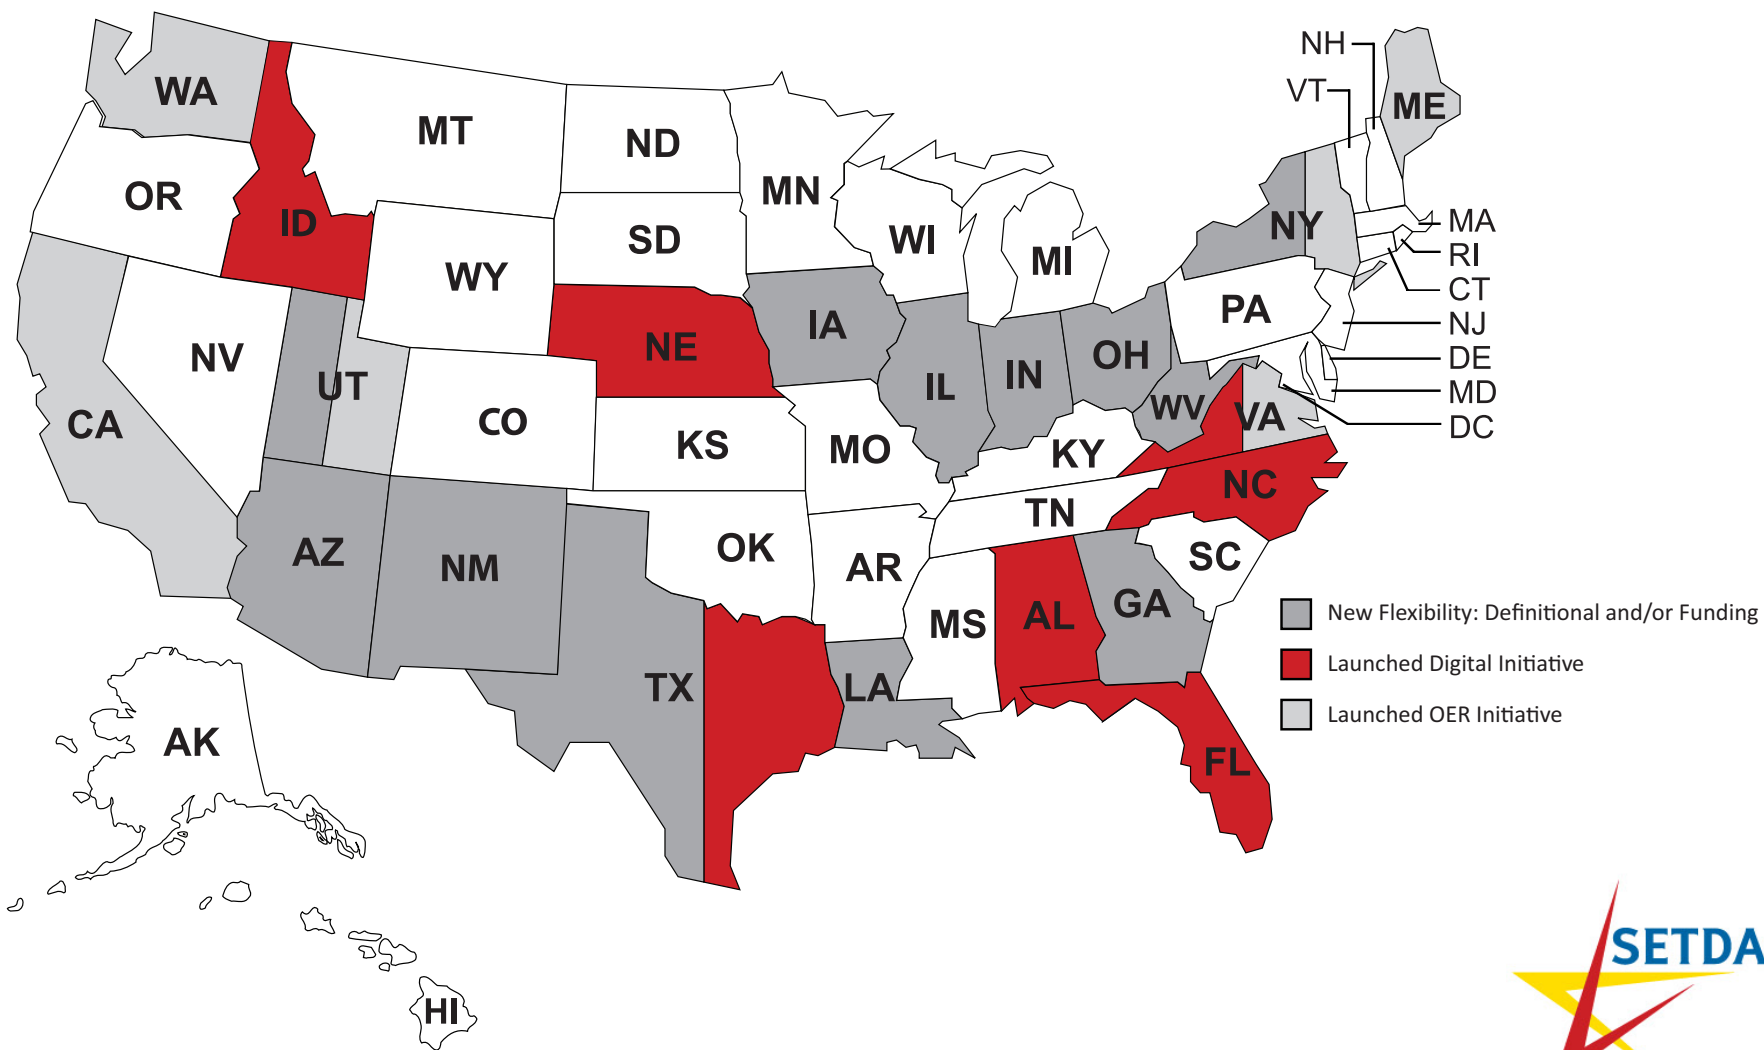 NH
VT
ME
WA
MT
ND
MN
OR
ID
SD
WI
MI
NY
MA
RI
CT
WY
PA
NJ
NV
NE
IA
IL
IN
OH
DE
MD
DC
UT
CO
CA
KS
MO
KY
WV
VA
NC
TN
AZ
NM
OK
AR
SC
MS
AL
GA
New Flexibility: Definitional and/or Funding
Launched Digital Initiative
TX
LA
Launched OER Initiative
AK
FL
SETDA
HI